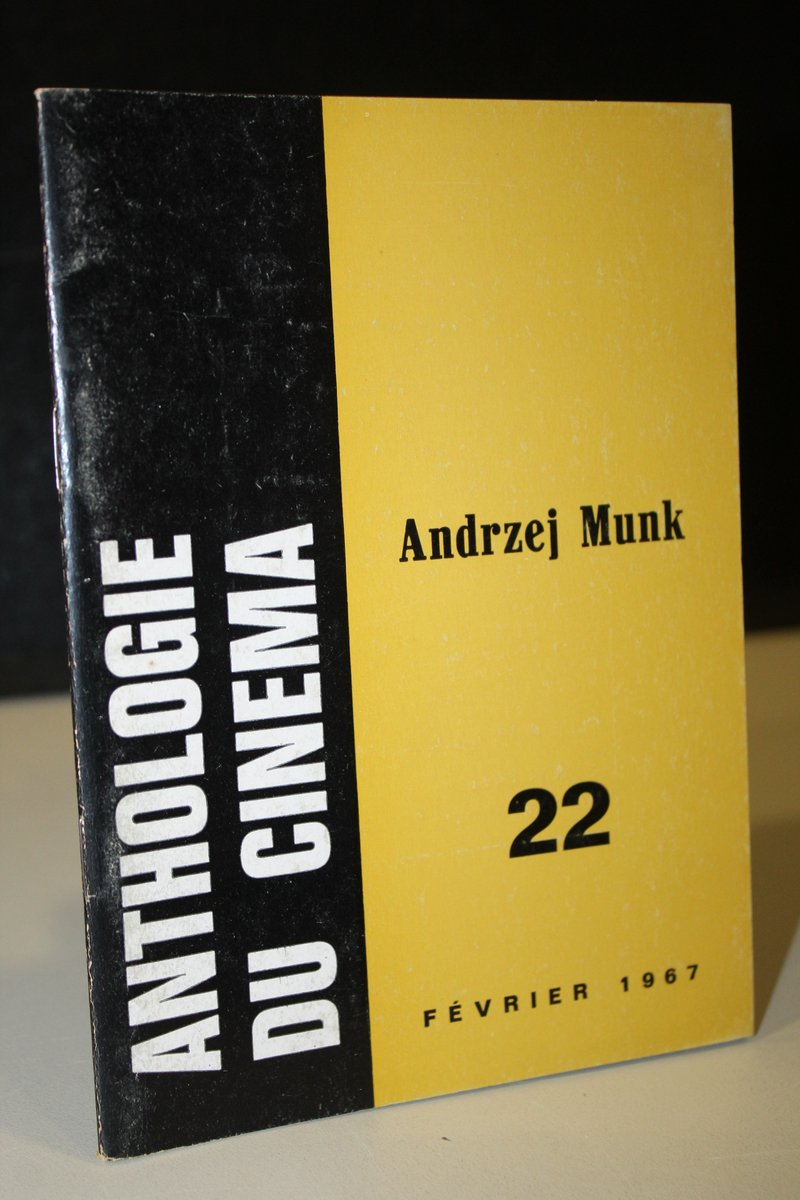 ANTHOLOGIE
DU CINEMA
Andrzej Munk
22
FÉVRIER 1967